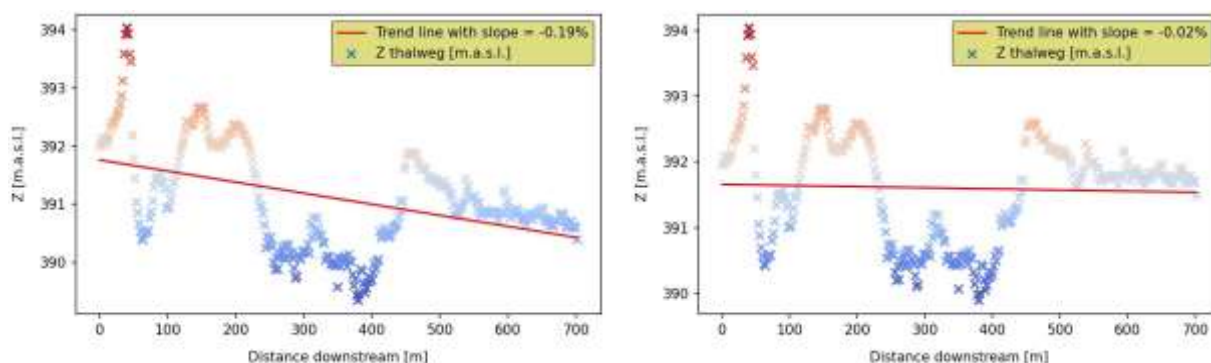 Trend line with slope = -0.19%
Z thalweg [m.a.s.l.]
394
393
392
391
390
Z [m.a.s.l.]
0 100 200 300 400 500 600 700
Distance downstream [m]
Trend line with slope = -0.02%
Z thalweg [m.a.s.l.]
394
393
392
391
390
Z [m.a.s.l.]
0 100 200 300 400 500 600 700
Distance downstream [m]